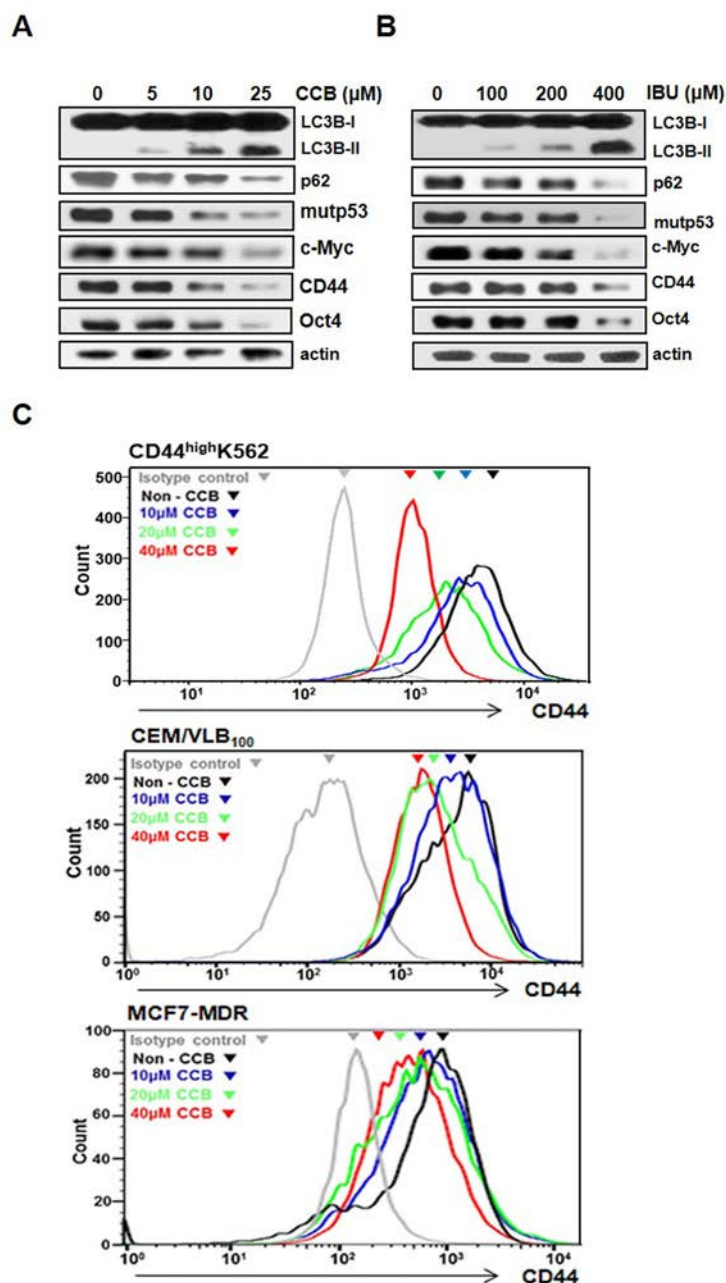 A
0 5 10 25 CCB (µM)
LC3B-I
LC3B-II
p62
mutp53
c-Myc
CD44
Oct4
actin
B
0 100 200 400 IBU (µM)
LC3B-I
LC3B-II
p62
mutp53
c-Myc
CD44
Oct4
actin
C
CD44highK562
500
400
300
200
100
0
Count
Isotype control
Non - CCB
10µM CCB
20µM CCB
40µM CCB
10¹ 10² 10³ 10⁴
CD44
CEM/VLB₁₀₀
200
150
100
50
0
Count
Isotype control
Non - CCB
10µM CCB
20µM CCB
40µM CCB
10⁰ 10¹ 10² 10³ 10⁴
CD44
MCF7-MDR
100
80
60
40
20
0
Count
Isotype control
Non - CCB
10µM CCB
20µM CCB
40µM CCB
10⁰ 10¹ 10² 10³ 10⁴
CD44